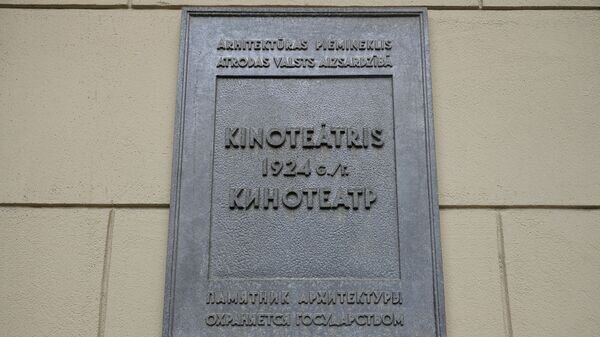 ARHITEKTŪRAS PIEMINEKLIS
ATRODAS VALSTS AIZSARDZĪBĀ
KINOTEĀTRIS
1924 G./Г.
КИНОТЕАТР
ПАМЯТНИК АРХИТЕКТУРЫ
ОХРАНЯЕТСЯ ГОСУДАРСТВОМ